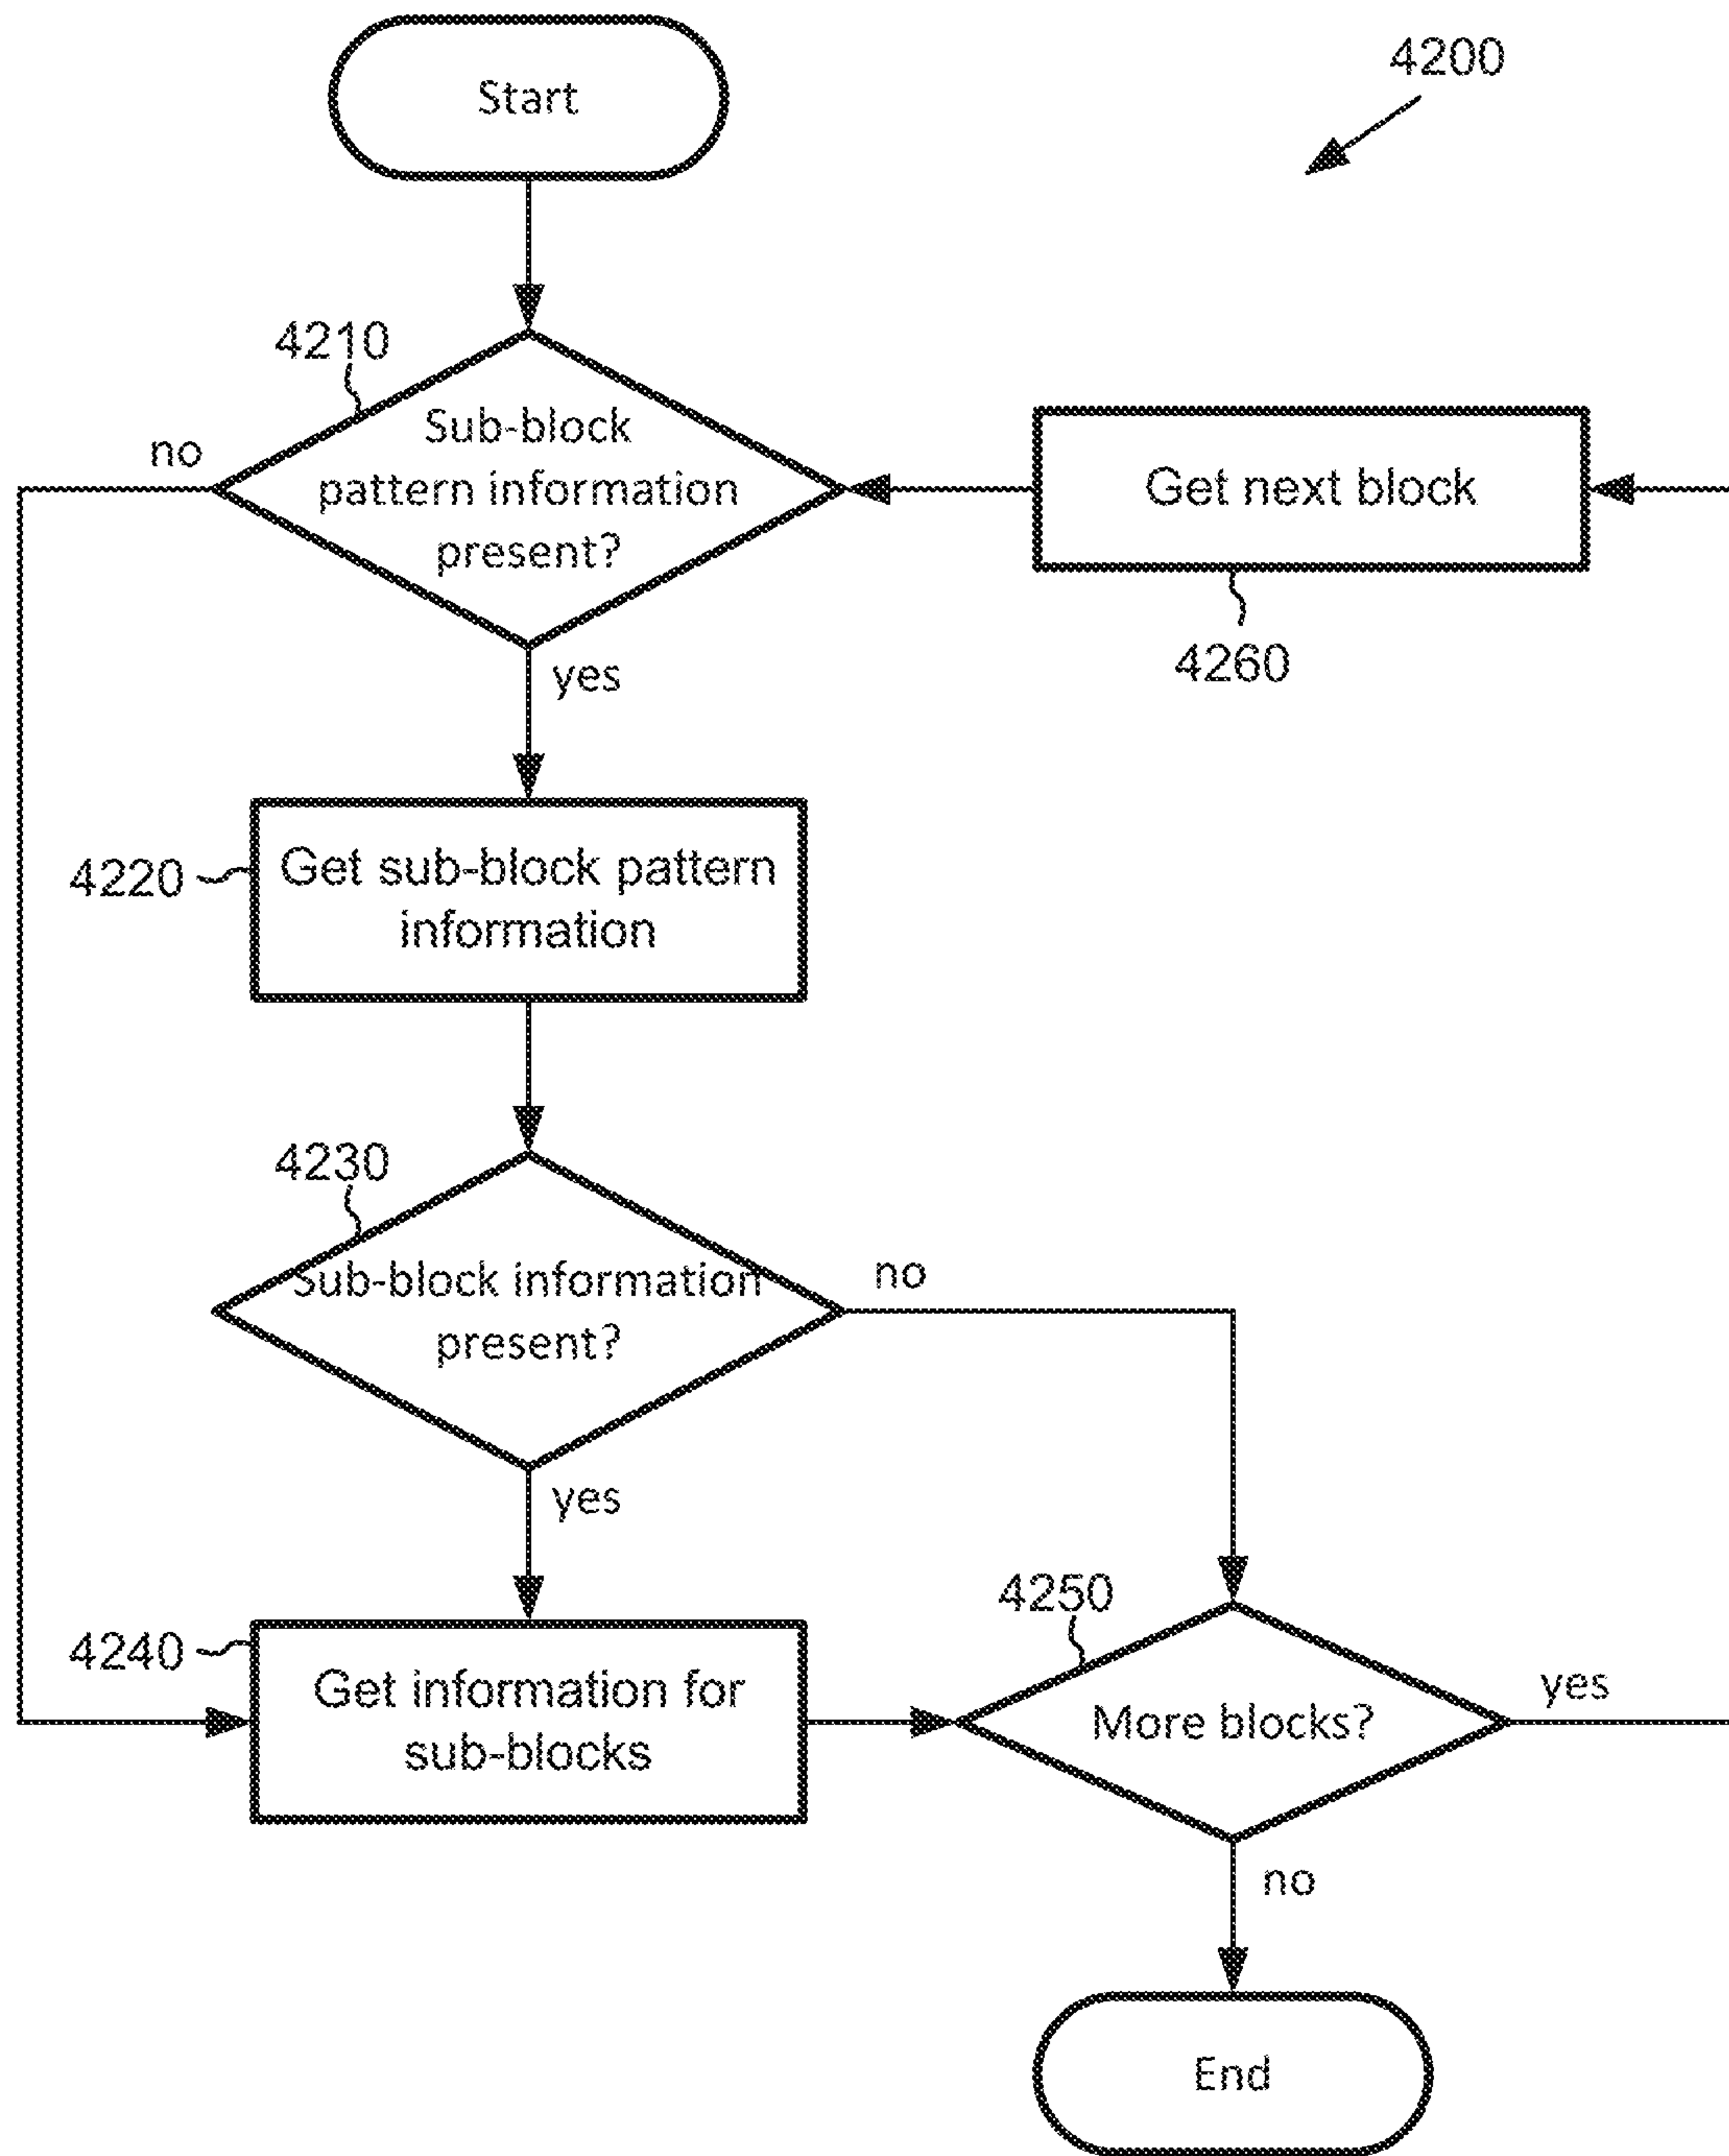 Start
4200
4210
no
Sub-block
pattern information
present?
Get next block
4260
yes
4220
Get sub-block pattern
information
4230
Sub-block information
present?
no
yes
4240
Get information for
sub-blocks
4250
More blocks?
yes
no
End